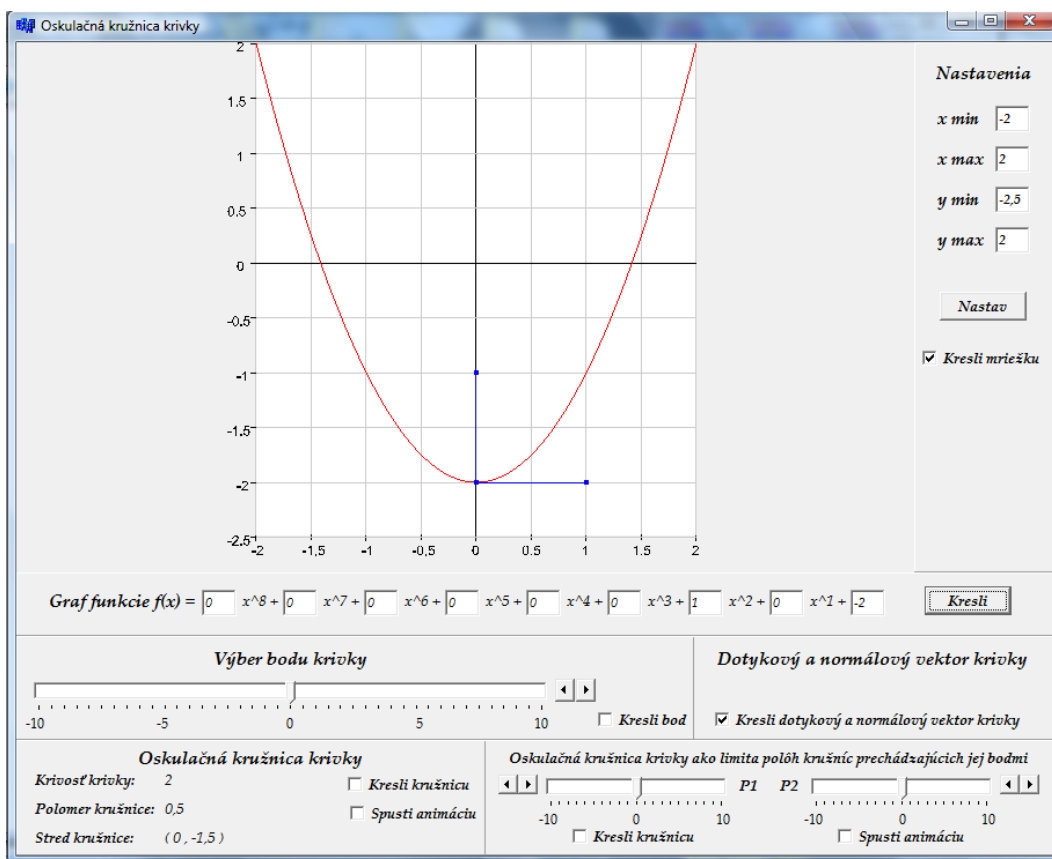 Oskulačná kružnica krivky
2
1.5
1
0.5
0
-0.5
-1
-1.5
-2
-2.5
-2 -1,5 -1 -0,5 0 0.5 1 1.5 2
Nastavenia
x min -2
x max 2
y min -2,5
y max 2
Nastav
Kresli mriežku
Graf funkcie f(x) = 0 x^8 + 0 x^7 + 0 x^6 + 0 x^5 + 0 x^4 + 0 x^3 + 1 x^2 + 0 x^1 + -2 Kresli
Výber bodu krivky
-10 -5 0 5 10
Kresli bod
Dotykový a normálový vektor krivky
Kresli dotykový a normálový vektor krivky
Oskulačná kružnica krivky
Krivosť krivky: 2
Kresli kružnicu
Polomer kružnice: 0,5
Spusti animáciu
Stred kružnice: ( 0 , -1,5 )
Oskulačná kružnica krivky ako limita polôh kružníc prechádzajúcich jej bodmi
P1 P2
-10 0 10 -10 0 10
Kresli kružnicu Spusti animáciu